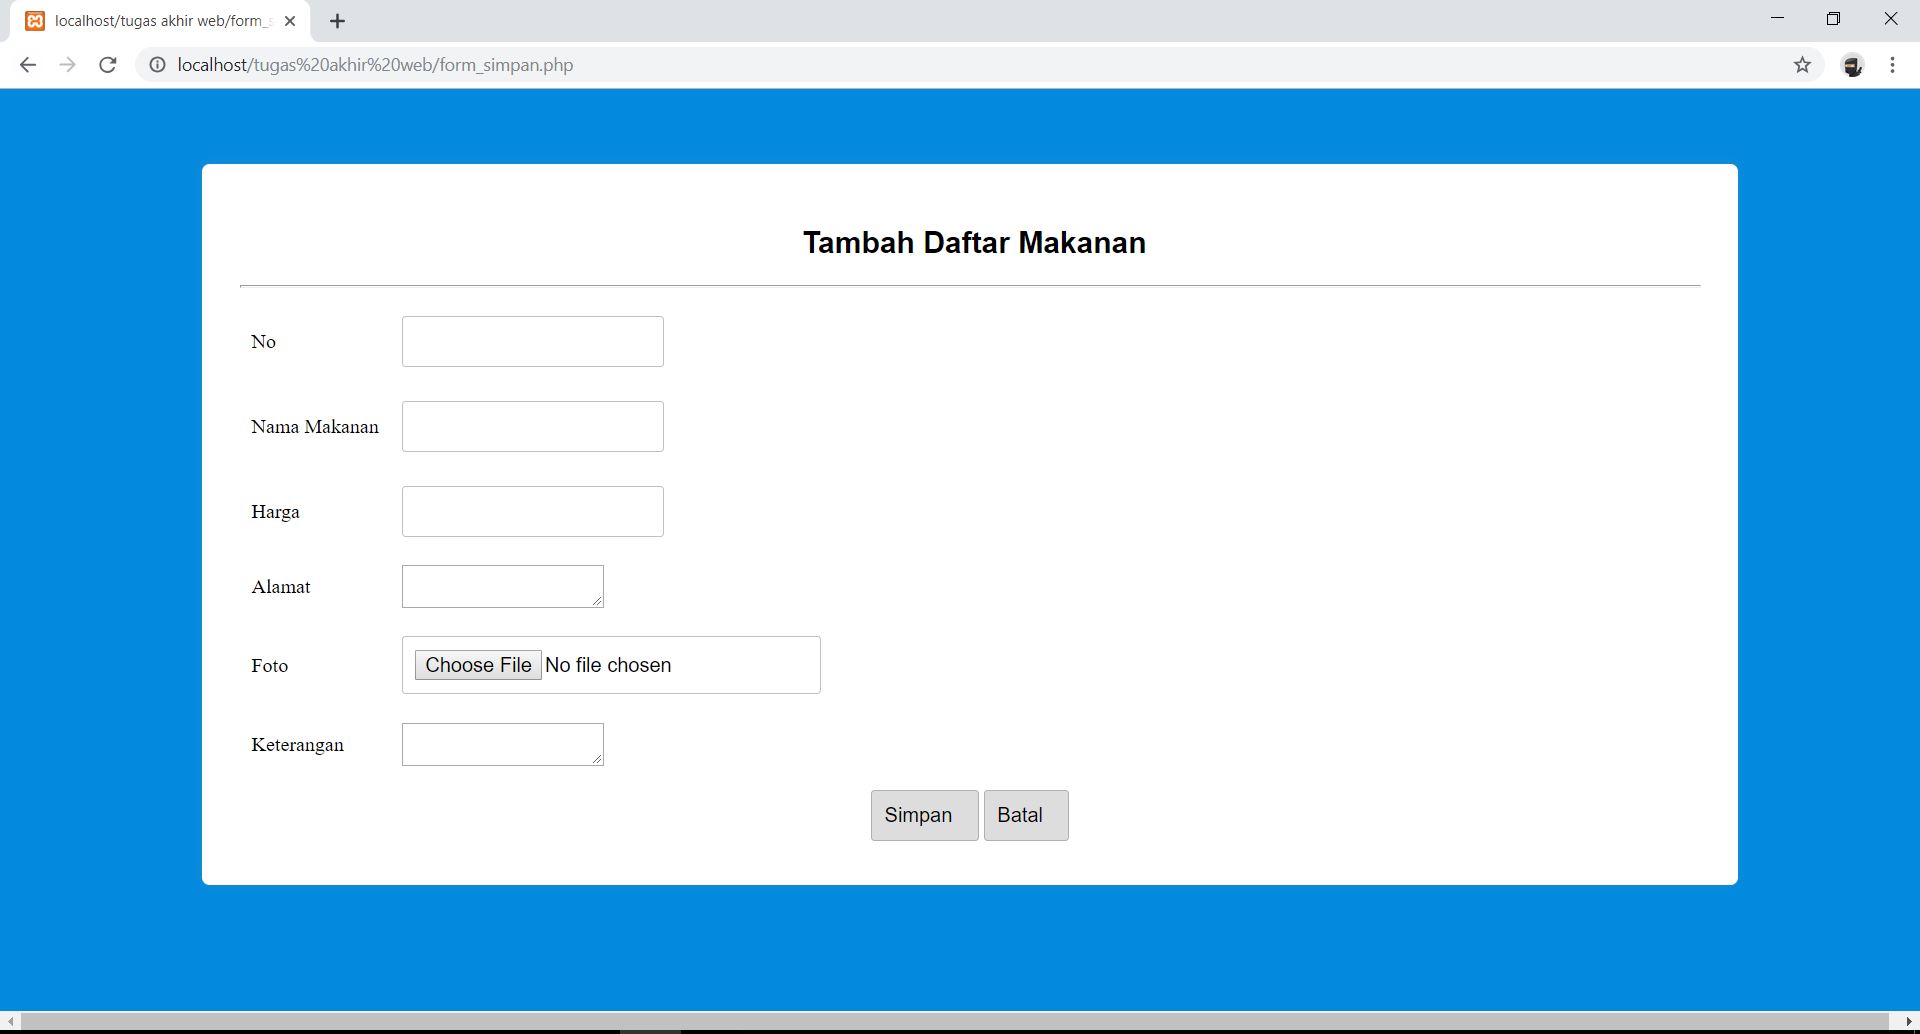 localhost/tugas akhir web/form_s
localhost/tugas%20akhir%20web/form_simpan.php
Tambah Daftar Makanan
No
Nama Makanan
Harga
Alamat
Foto
Choose File No file chosen
Keterangan
Simpan Batal